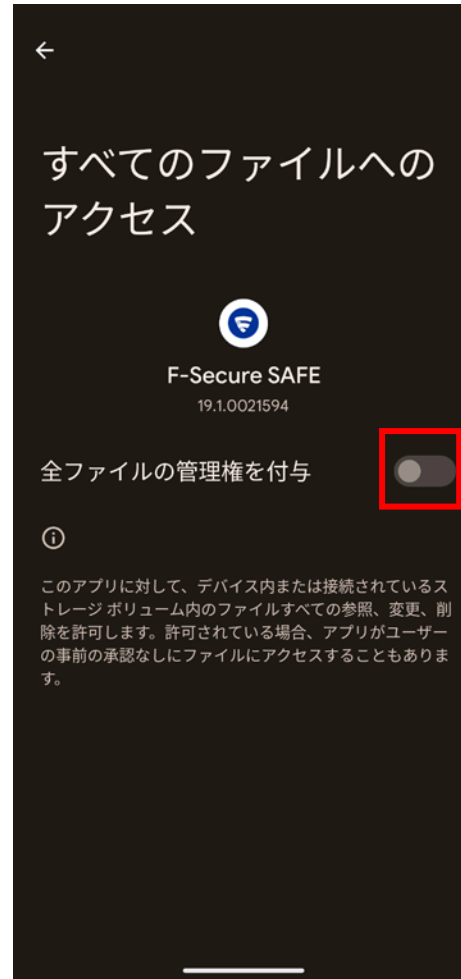 すべてのファイルへの
アクセス
F-Secure SAFE
19.1.0021594
全ファイルの管理権を付与
このアプリに対して、デバイス内または接続されているス
トレージ ボリューム内のファイルすべての参照、変更、削
除を許可します。許可されている場合、アプリがユーザー
の事前の承認なしにファイルにアクセスすることもありま
す。